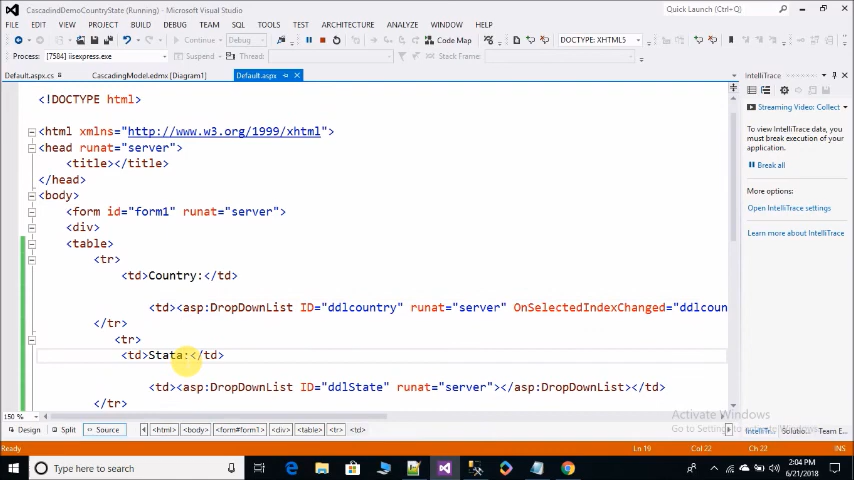 CascadindDemoCountryState (Running) - Microsoft Visual Studio
Quick Launch (Ctrl+Q)
FILE EDIT VIEW PROJECT BUILD DEBUG TEAM SQL TOOLS TEST ARCHITECTURE ANALYZE WINDOW HELP
Continue Debug Code Map DOCTYPE: XHTML5
Process: [7584] iisexpress.exe Suspend Thread: Stack Frame:
Default.aspx.cs CascadingModel.edmx [Diagram1] Default.aspx IntelliTrace
<!DOCTYPE html>
<html xmlns="http://www.w3.org/1999/xhtml">
<head runat="server">
<title></title>
</head>
<body>
<form id="form1" runat="server">
<div>
<table>
<tr>
<td>Country:</td>
<td><asp:DropDownList ID="ddlcountry" runat="server" OnSelectedIndexChanged="ddlcoun
</tr>
<tr>
<td>Stata:</td>
<td><asp:DropDownList ID="ddlState" runat="server"></asp:DropDownList></td>
</tr>
Streaming Video: Collect
To view IntelliTrace data, you
must break execution of your
application.
Break all
More options:
Open IntelliTrace settings
Learn more about IntelliTrace
150 %
Activate Windows
Go to Setting
Design Split Source <html> <body> <form#form1> <div> <table> <tr> <td>
IntelliTra... Solutio... Team E...
Ready Ln 19 Col 22 Ch 22 INS
Type here to search
2:04 PM
6/21/2018